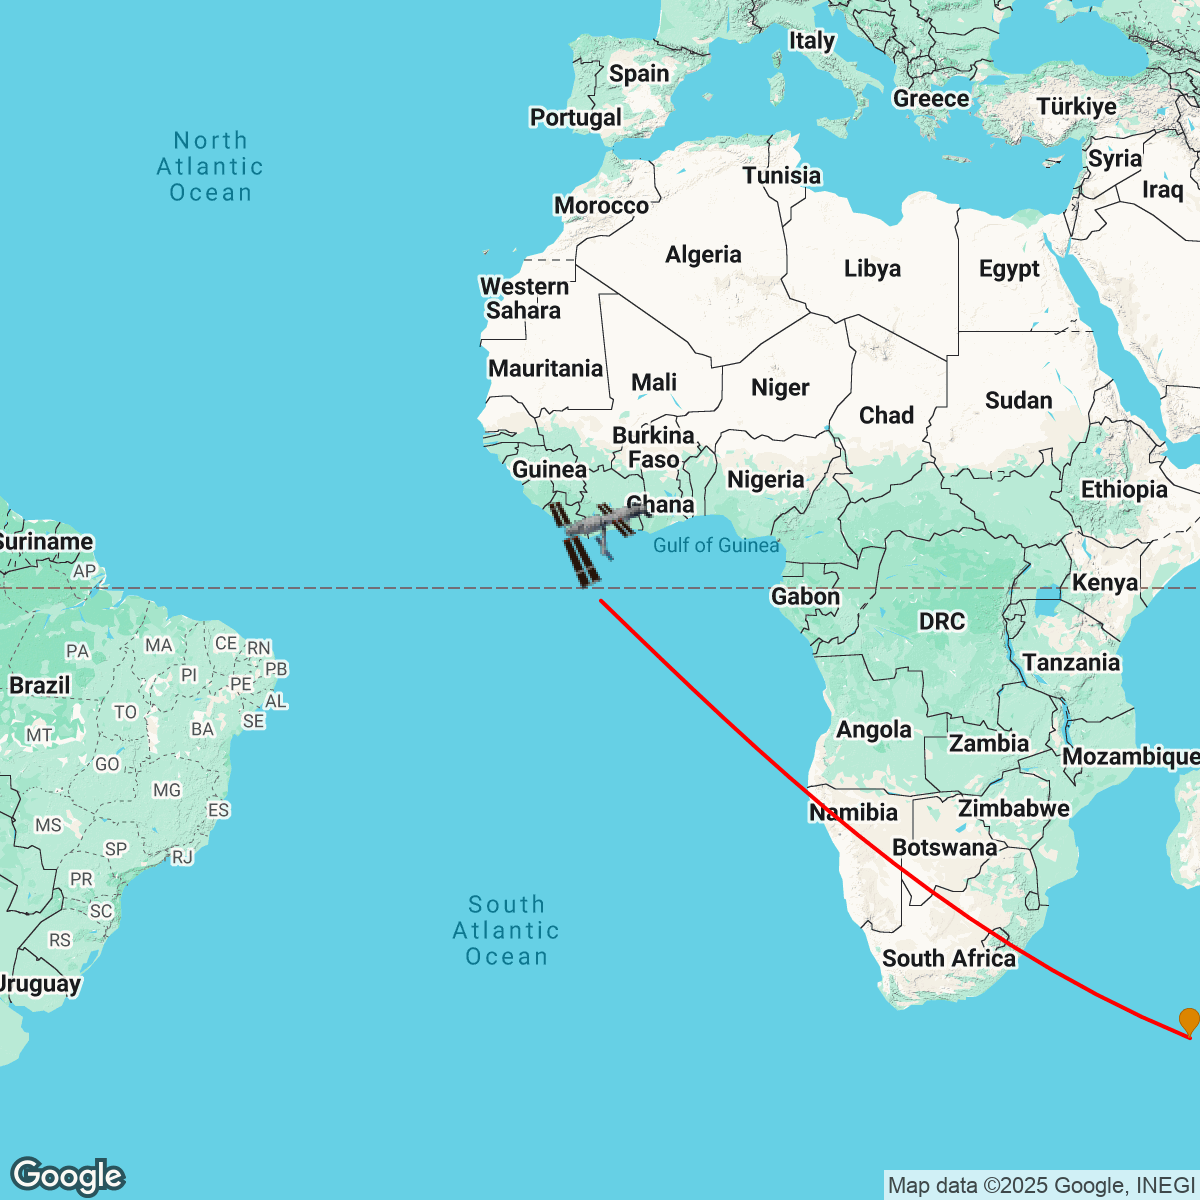 Italy
Spain
Greece
Türkiye
Portugal
North
Atlantic
Ocean
Syria
Tunisia
Iraq
Morocco
Algeria
Libya
Egypt
Western
Sahara
Mauritania
Mali
Niger
Sudan
Chad
Burkina
Faso
Guinea
Nigeria
Ethiopia
Ghana
Suriname
Gulf of Guinea
AP
Kenya
Gabon
DRC
CE
RN
MA
PA
Tanzania
PB
PI
PE
Brazil
AL
TO
SE
BA
Angola
MT
Zambia
Mozambique
GO
MG
Zimbabwe
ES
Namibia
MS
SP
Botswana
RJ
PR
South
Atlantic
Ocean
SC
RS
South Africa
Uruguay
Google
Map data ©2025 Google, INEGI